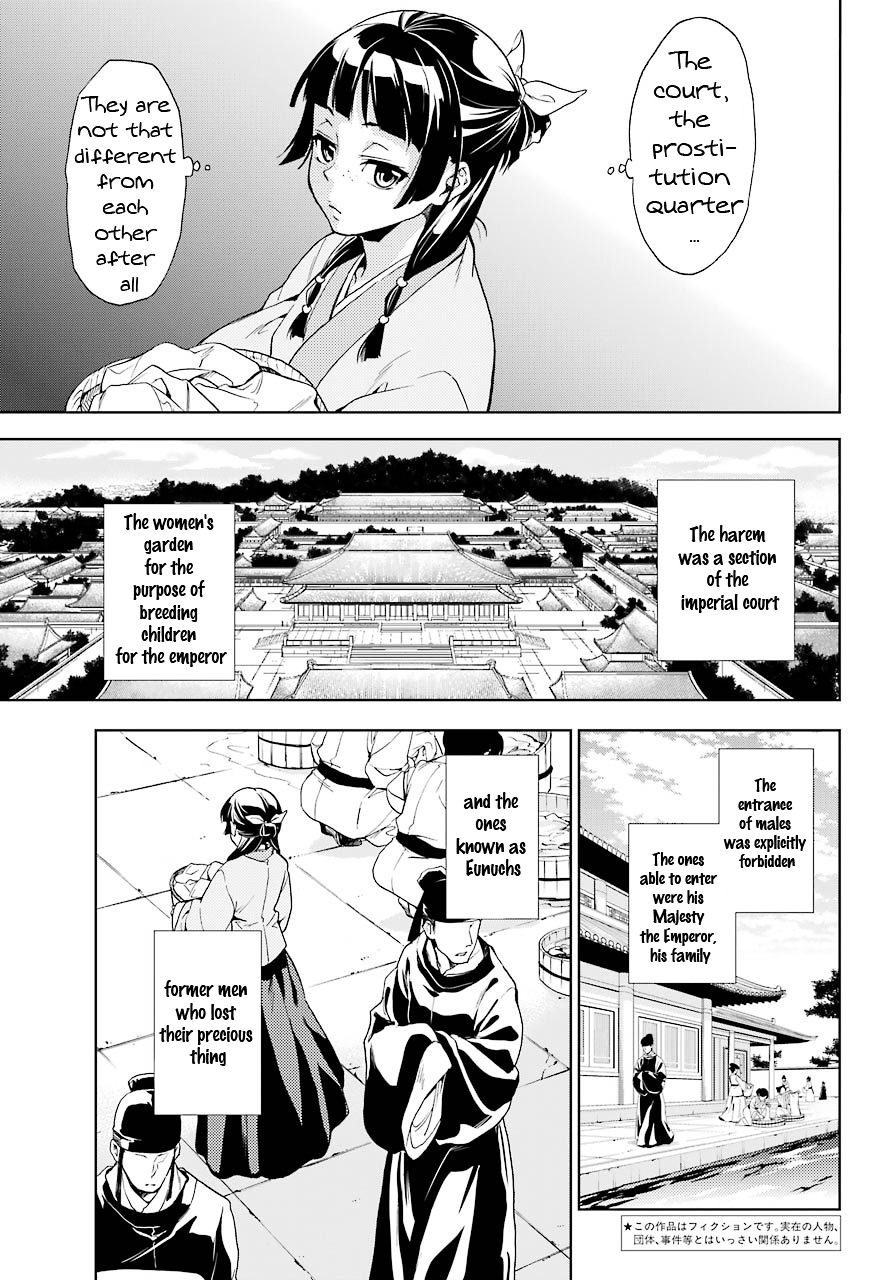 The
court,
the
prosti-
tution
quarter
...
They are
not that
different
from
each
other
after
all
The harem
was a section
of the
imperial court
The women's
garden
for the
purpose of
breeding
children
for the emperor
The
entrance
of males
was explicitly
forbidden
The ones
able to enter
were his
Majesty
the Emperor,
his family
and the
ones
known as
Eunuchs
former men
who lost
their precious
thing
★この作品はフィクションです。実在の人物、
団体、事件等とはいっさい関係ありません。